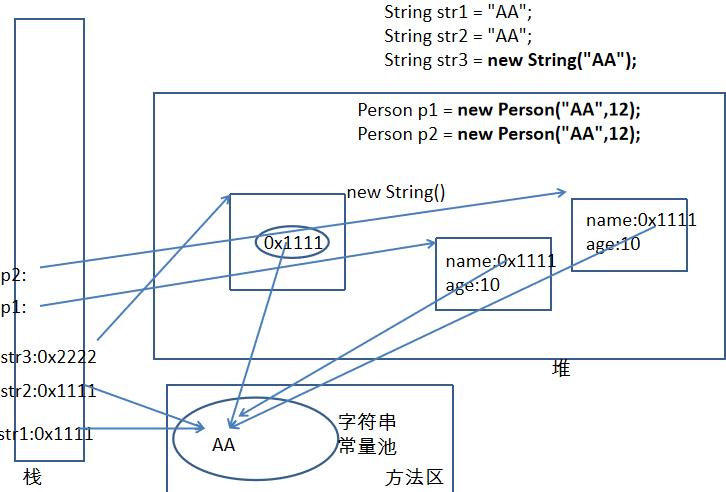 String str1 = "AA";
String str2 = "AA";
String str3 = new String("AA");
Person p1 = new Person("AA",12);
Person p2 = new Person("AA",12);
new String()
0x1111
name:0x1111
age:10
name:0x1111
age:10
p2:
p1:
str3:0x2222
str2:0x1111
str1:0x1111
堆
字符串
常量池
AA
栈
方法区